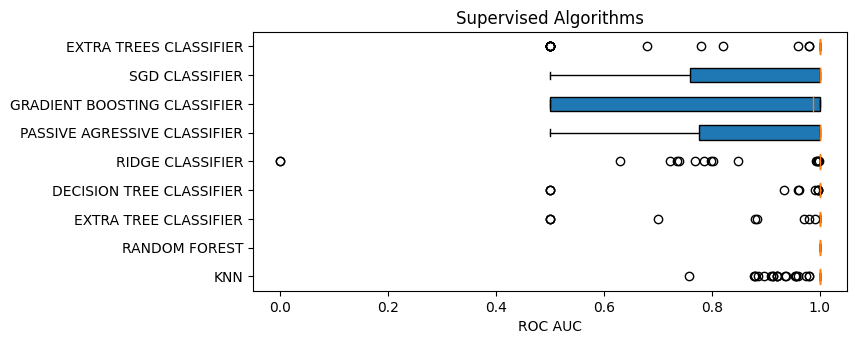 Supervised Algorithms
EXTRA TREES CLASSIFIER
SGD CLASSIFIER
GRADIENT BOOSTING CLASSIFIER
PASSIVE AGRESSIVE CLASSIFIER
RIDGE CLASSIFIER
DECISION TREE CLASSIFIER
EXTRA TREE CLASSIFIER
RANDOM FOREST
KNN
0.0 0.2 0.4 0.6 0.8 1.0
ROC AUC